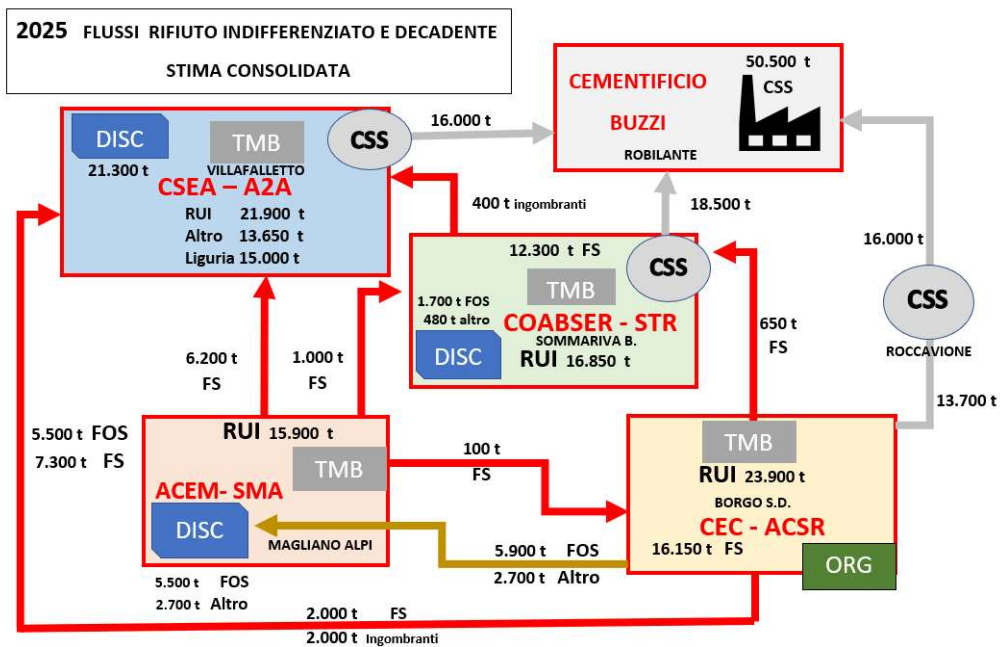 2025 FLUSSI RIFIUTO INDIFFERENZIATO E DECADENTE
STIMA CONSOLIDATA
50.500 t
CSS
CEMENTIFICIO
BUZZI
ROBILANTE
DISC
21.300 t
TMB
VILLAFALLETTO
CSS
CSEA – A2A
RUI 21.900 t
Altro 13.650 t
Liguria 15.000 t
16.000 t
400 t ingombranti
18.500 t
16.000 t
12.300 t FS
TMB
CSS
1.700 t FOS
480 t altro
COABSER - STR
SOMMARIVA B.
DISC
RUI 16.850 t
CSS
ROCCAVIONE
650 t
FS
13.700 t
6.200 t
FS
1.000 t
FS
5.500 t FOS
7.300 t FS
RUI 15.900 t
TMB
ACEM- SMA
DISC
MAGLIANO ALPI
100 t
FS
TMB
RUI 23.900 t
BORGO S.D.
CEC - ACSR
16.150 t FS
ORG
5.900 t FOS
2.700 t Altro
5.500 t FOS
2.700 t Altro
2.000 t FS
2.000 t Ingombranti